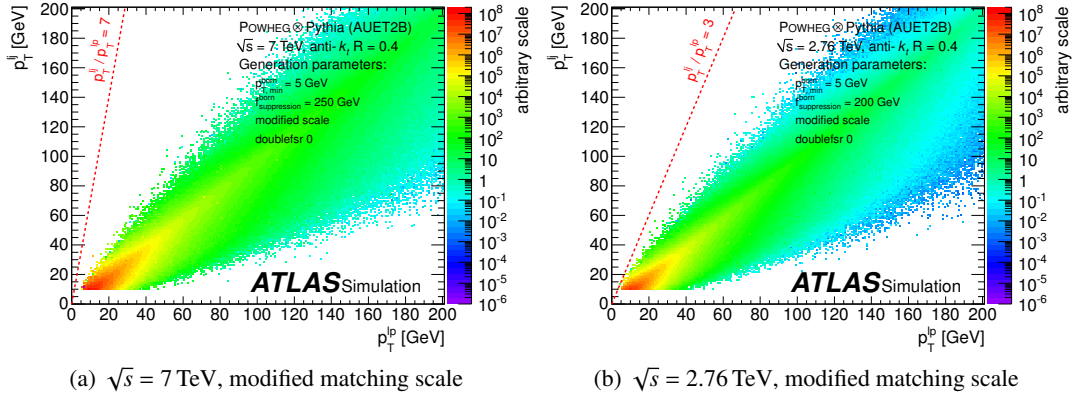 p_T^lj [GeV]
200
180
160
140
120
100
80
60
40
20
0
p_T^lj / p_T^lp = 7
POWHEG⊗Pythia (AUET2B)
√s = 7 TeV, anti- k_t R = 0.4
Generation parameters:
p_T,min^born = 5 GeV
f_suppression^born = 250 GeV
modified scale
doublefsr 0
ATLAS Simulation
0 20 40 60 80 100 120 140 160 180 200
p_T^lp [GeV]
arbitrary scale
10^8
10^7
10^6
10^5
10^4
10^3
10^2
10
1
10^-1
10^-2
10^-3
10^-4
10^-5
10^-6
(a) √s = 7 TeV, modified matching scale
p_T^lj [GeV]
200
180
160
140
120
100
80
60
40
20
0
p_T^lj / p_T^lp = 3
POWHEG⊗Pythia (AUET2B)
√s = 2.76 TeV, anti- k_t R = 0.4
Generation parameters:
p_T,min^born = 5 GeV
f_suppression^born = 200 GeV
modified scale
doublefsr 0
ATLAS Simulation
0 20 40 60 80 100 120 140 160 180 200
p_T^lp [GeV]
arbitrary scale
10^8
10^7
10^6
10^5
10^4
10^3
10^2
10
1
10^-1
10^-2
10^-3
10^-4
10^-5
10^-6
(b) √s = 2.76 TeV, modified matching scale